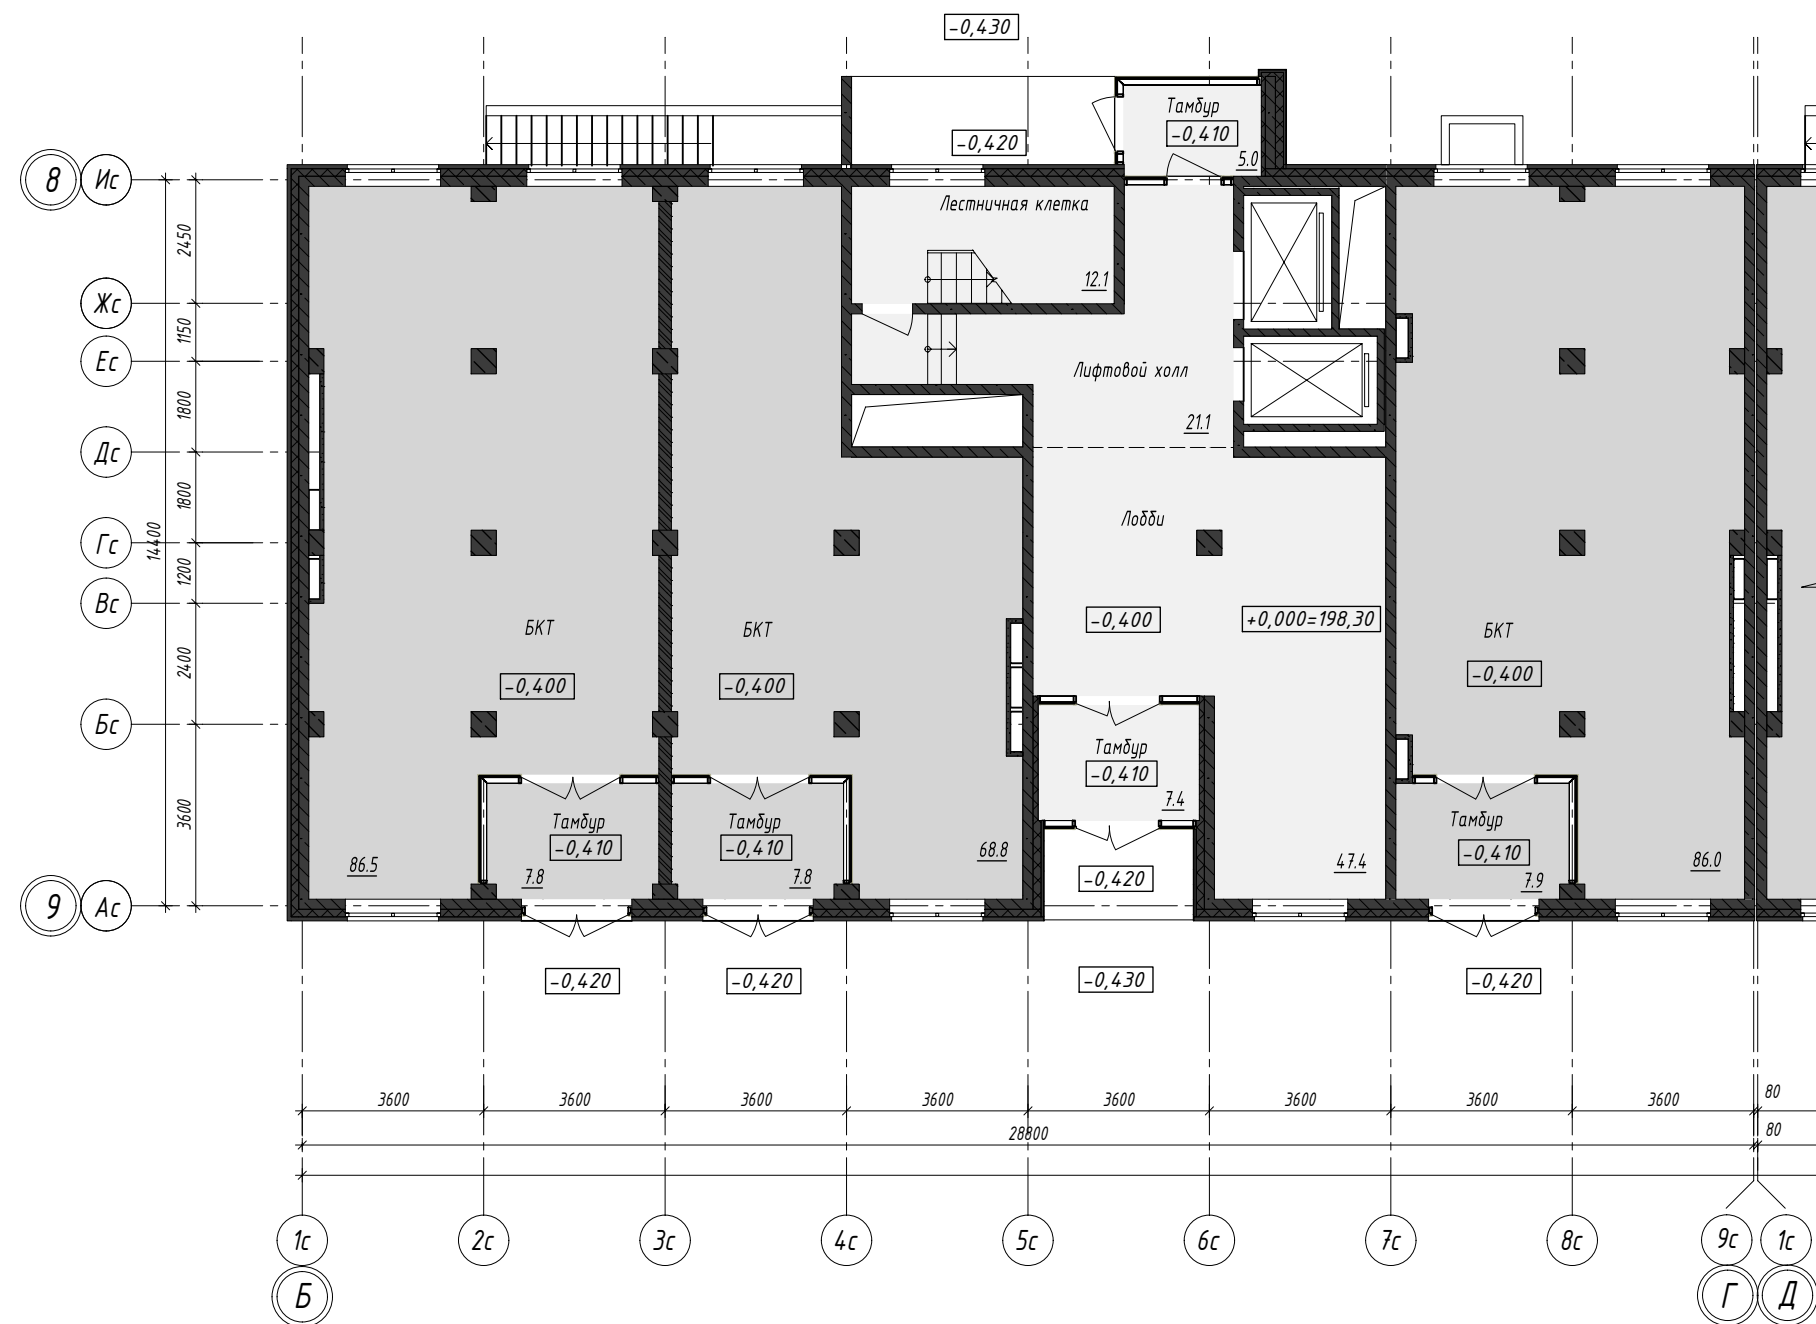 -0,430
Тамбур
-0,410
-0,420
5.0
8
Ис
Лестничная клетка
2450
12.1
Жс
1150
Ес
Лифтовой холл
1800
21.1
Дс
1800
14400
Лобби
Гс
1200
Вс
-0,400
+0,000=198,30
БКТ
БКТ
БКТ
2400
-0,400
-0,400
-0,400
Бс
Тамбур
-0,410
7.4
3600
Тамбур
-0,410
7.8
Тамбур
-0,410
7.8
Тамбур
-0,410
7.9
86.5
68.8
47.4
86.0
-0,420
9
Ас
-0,420
-0,420
-0,430
-0,420
3600
3600
3600
3600
3600
3600
3600
3600
80
28800
80
1с
2с
3с
4с
5с
6с
7с
8с
9с
1с
Б
Г
Д